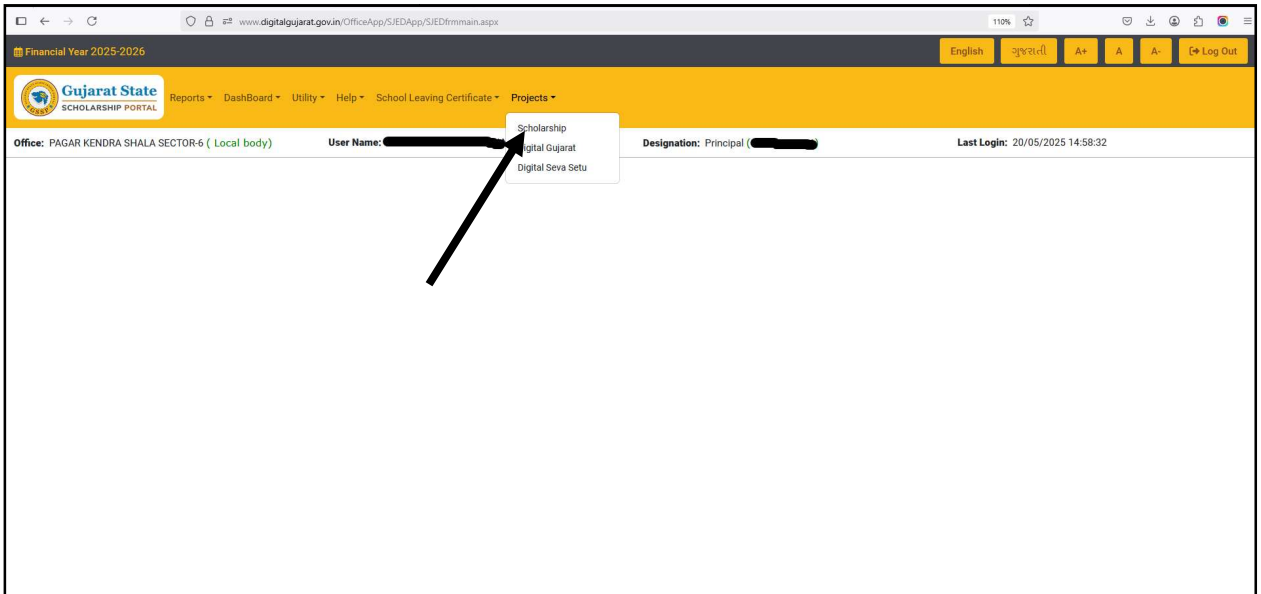 www.digitalgujarat.gov.in/OfficeApp/SJEDApp/SJEDfrmmain.aspx 110%
Financial Year 2025-2026 English ગુજરાતી A+ A A- Log Out
Gujarat State
SCHOLARSHIP PORTAL
GSSP
Reports DashBoard Utility Help School Leaving Certificate Projects
Scholarship
Digital Gujarat
Digital Seva Setu
Office: PAGAR KENDRA SHALA SECTOR-6 ( Local body) User Name: Designation: Principal ( ) Last Login: 20/05/2025 14:58:32